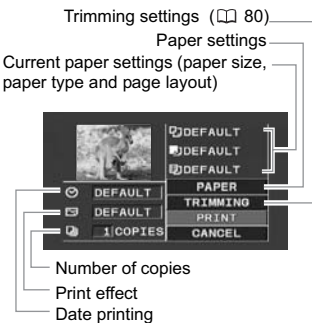 Trimming settings (80)
Paper settings
Current paper settings (paper size,
paper type and page layout)
DEFAULT
DEFAULT
DEFAULT
DEFAULT
PAPER
TRIMMING
DEFAULT
PRINT
1 COPIES
CANCEL
Number of copies
Print effect
Date printing